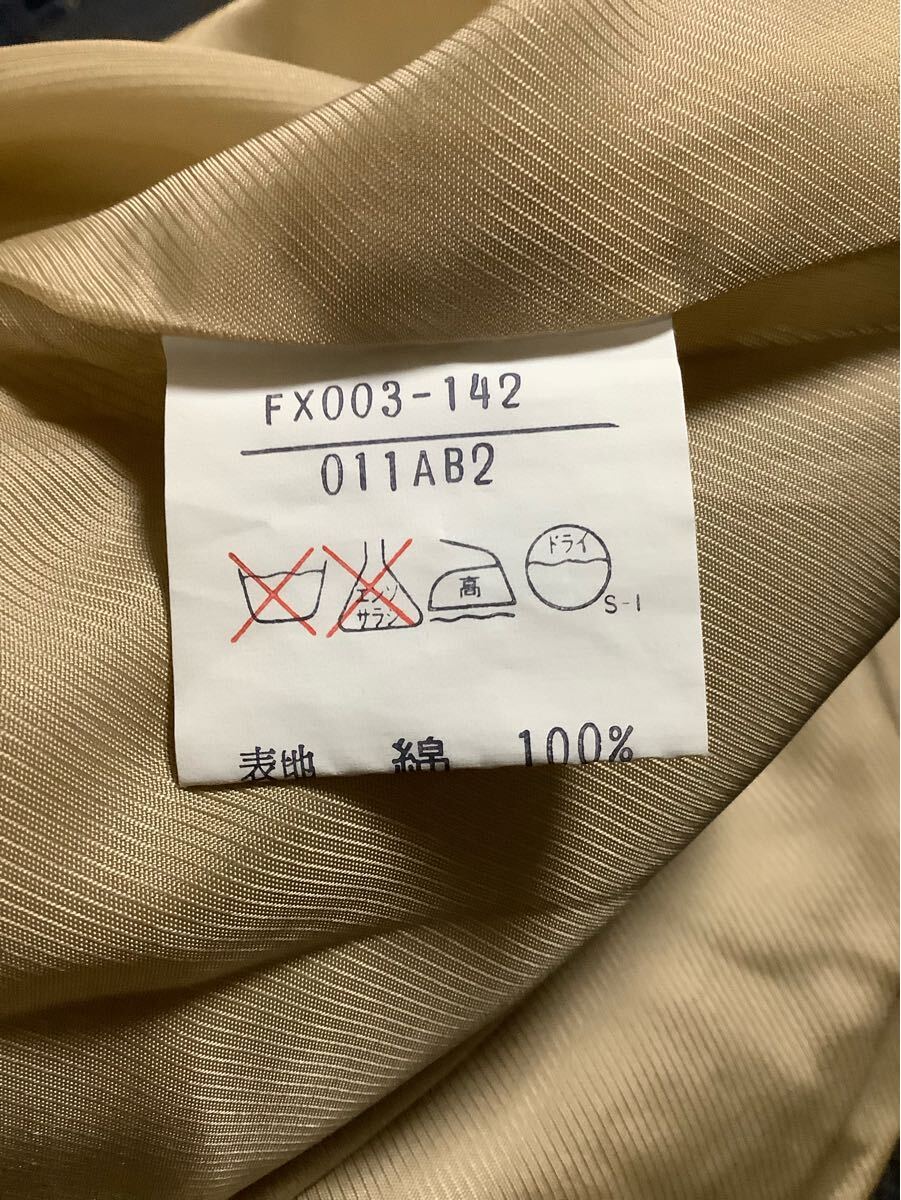 FX003-142
011AB2
エンソ
サラシ
高
ドライ
S-1
表地 綿 100%